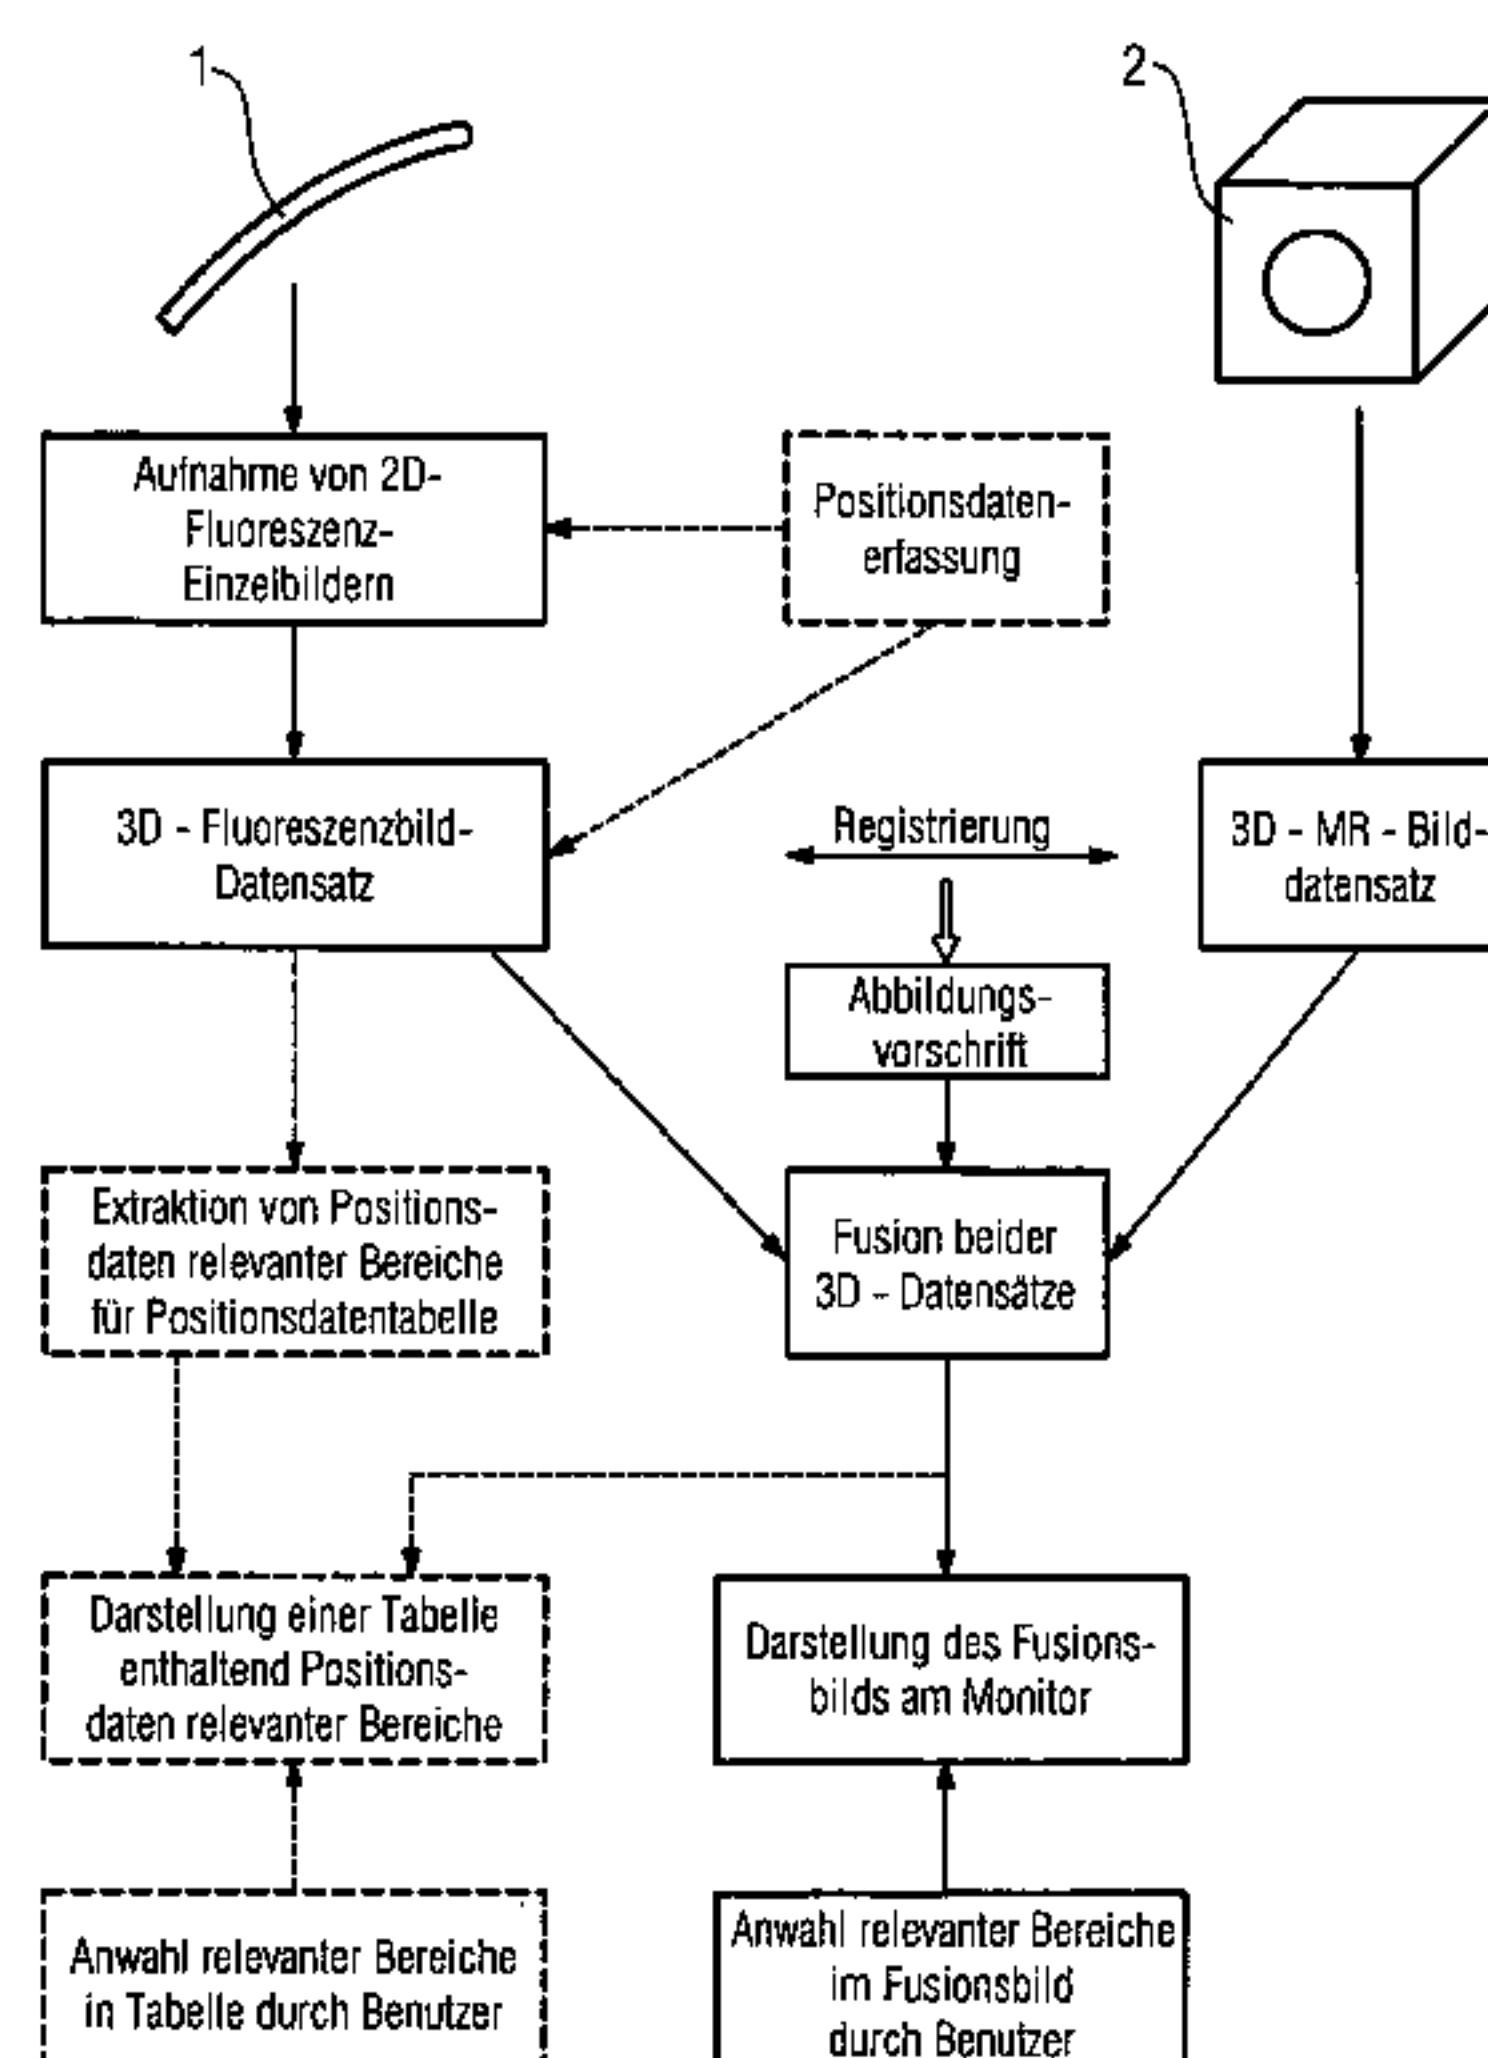 1
2
Aufnahme von 2D-
Fluoreszenz-
Einzelbildern
Positionsdaten-
erfassung
3D - Fluoreszenzbild-
Datensatz
Registrierung
3D - MR - Bild-
datensatz
Abbildungs-
vorschrift
Extraktion von Positions-
daten relevanter Bereiche
für Positionsdatentabelle
Fusion beider
3D - Datensätze
Darstellung einer Tabelle
enthaltend Positions-
daten relevanter Bereiche
Darstellung des Fusions-
bilds am Monitor
Anwahl relevanter Bereiche
in Tabelle durch Benutzer
Anwahl relevanter Bereiche
im Fusionsbild
durch Benutzer